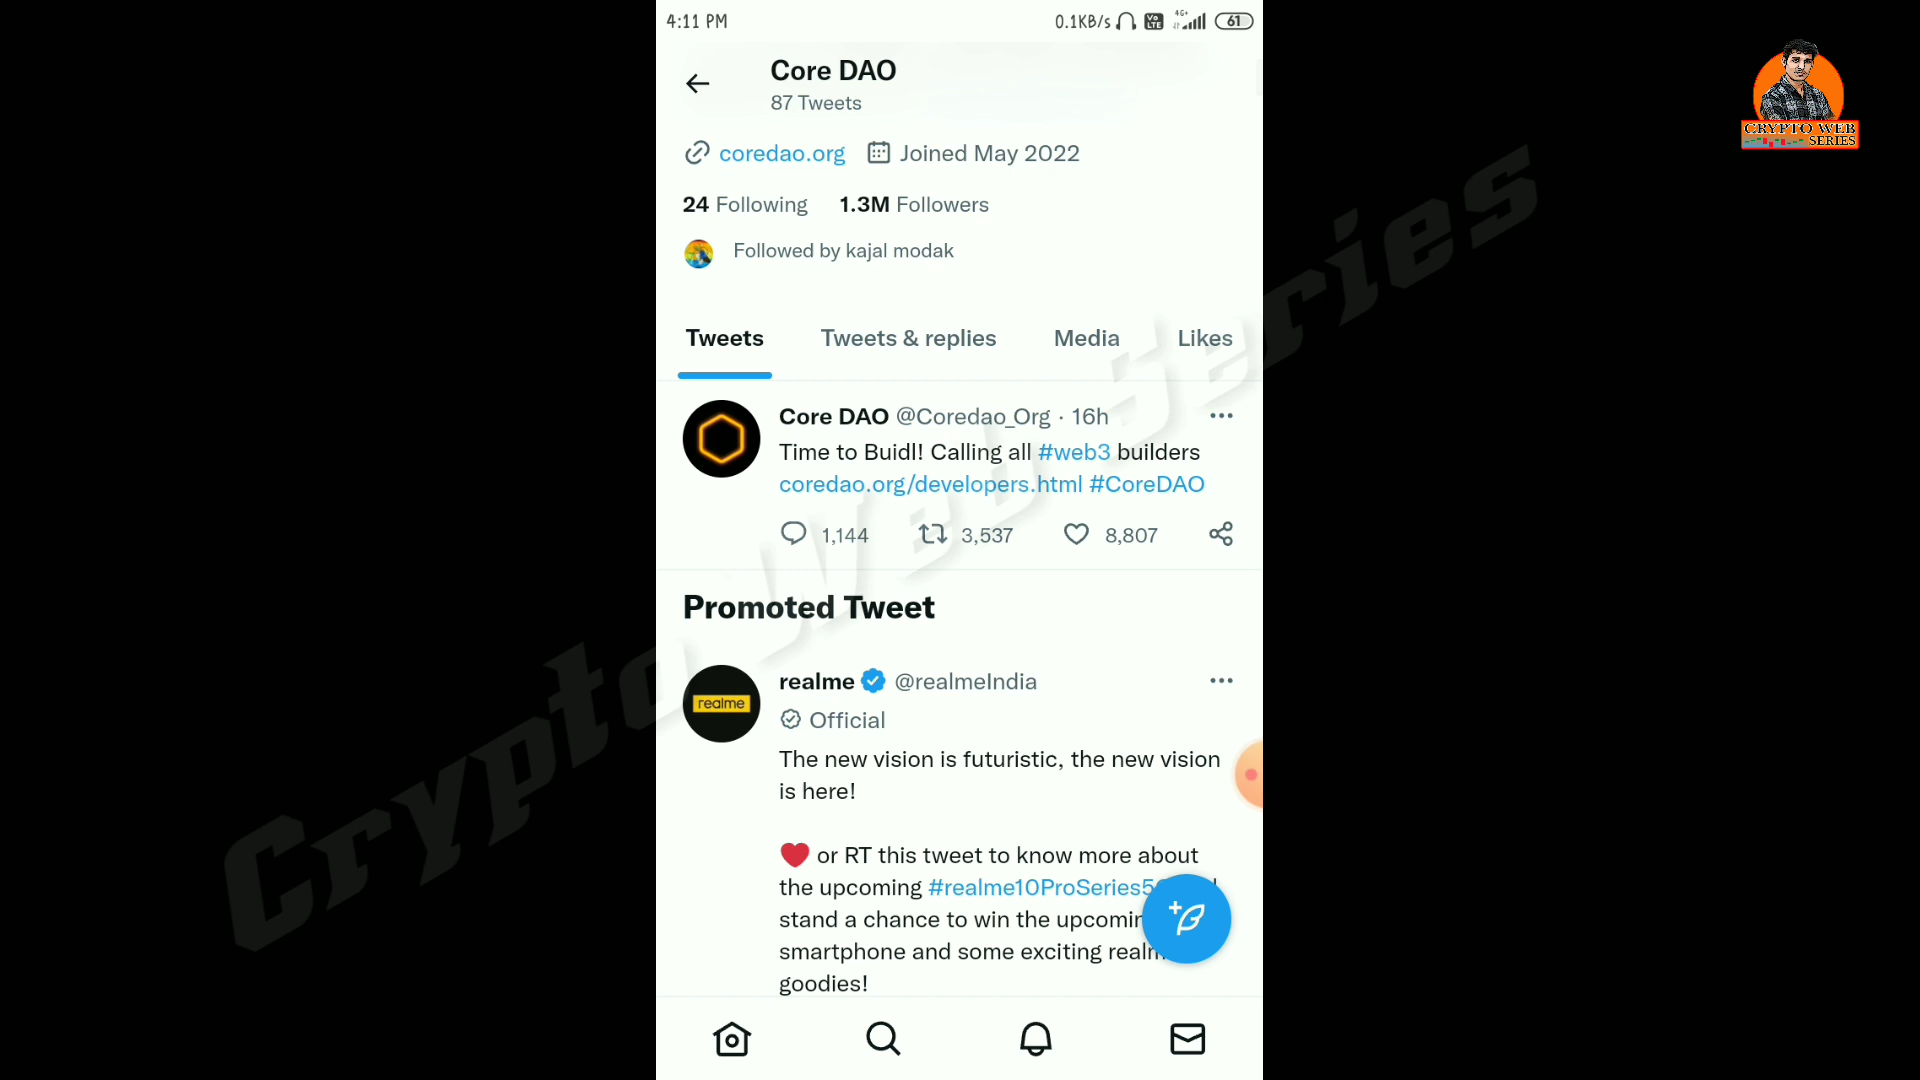 4:11 PM
0.1KB/s Vo LTE 4G+ 61
CRYPTO WEB
SERIES
Core DAO
87 Tweets
coredao.org Joined May 2022
24 Following 1.3M Followers
Followed by kajal modak
Tweets Tweets & replies Media Likes
Core DAO @Coredao_Org · 16h
Time to Buidl! Calling all #web3 builders
coredao.org/developers.html #CoreDAO
1,144 3,537 8,807
Promoted Tweet
realme @realmeIndia
realme
Official
The new vision is futuristic, the new vision
is here!
❤️ or RT this tweet to know more about
the upcoming #realme10ProSeries5
stand a chance to win the
smartphone and some exciting
goodies!
Crypto Web Series